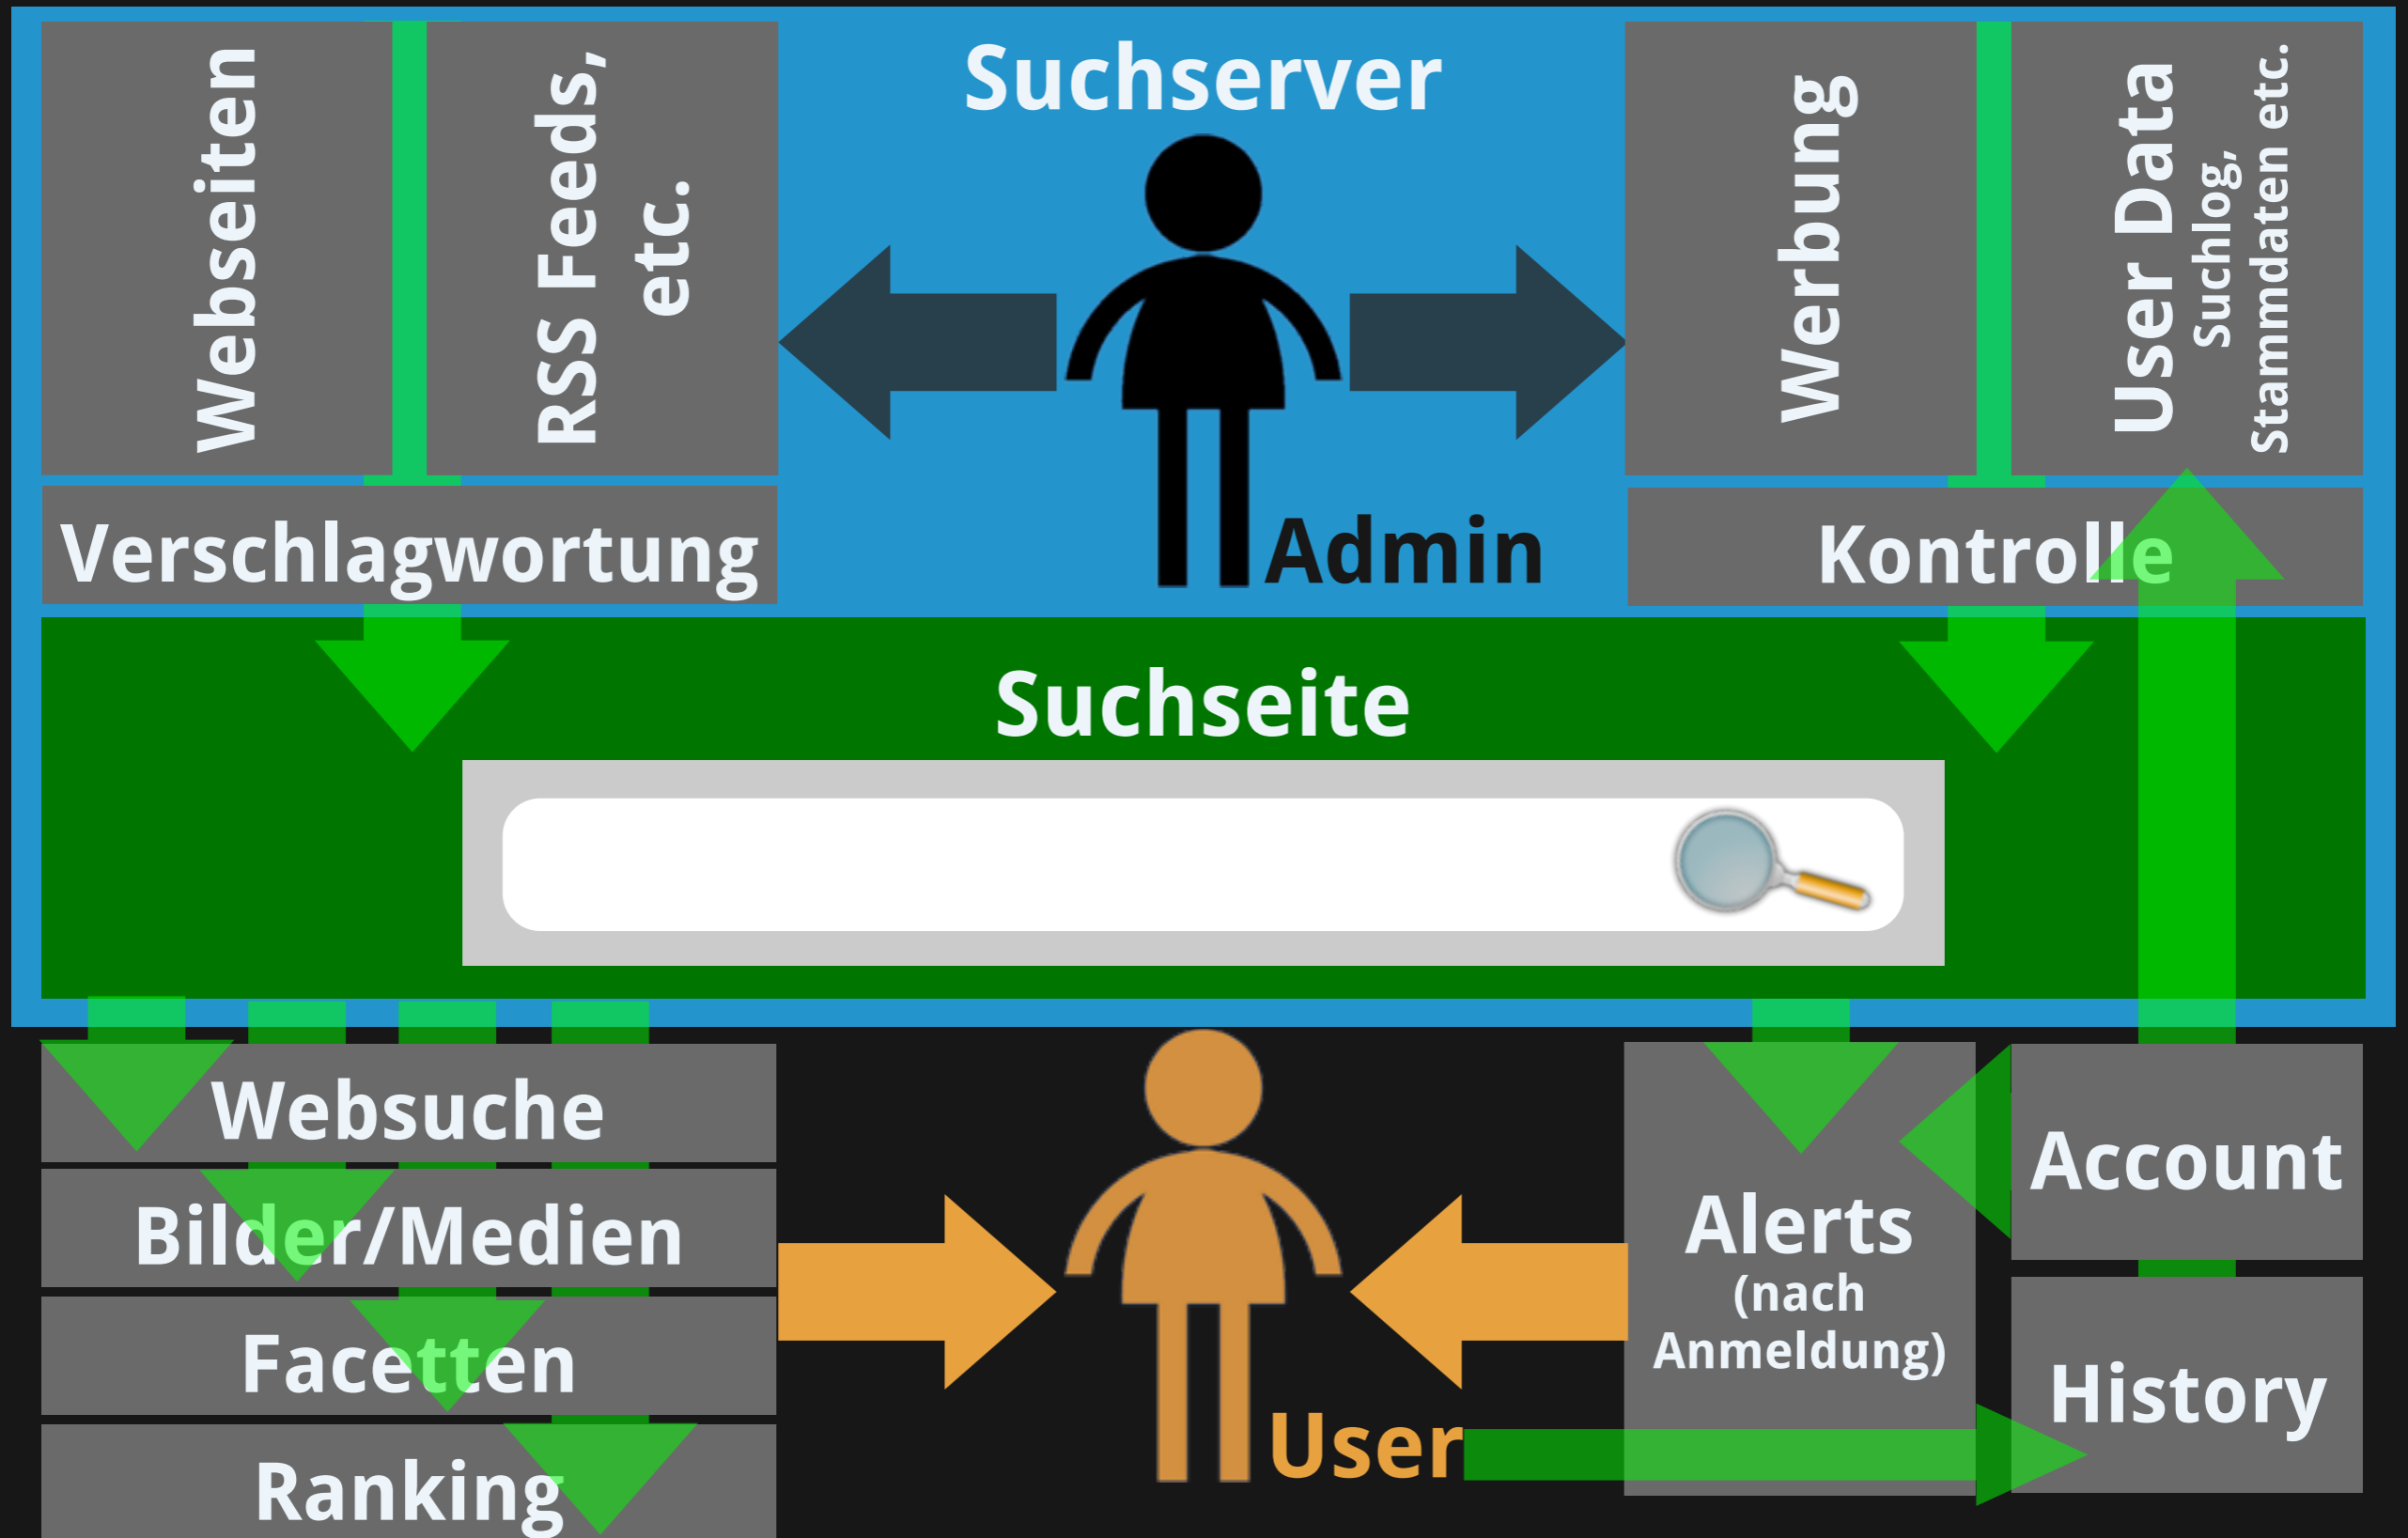 Webseiten
RSS Feeds,
etc.
Suchserver
Werbung
User Data
Suchlog,
Stammdaten etc.
Verschlagwortung
Admin
Kontrolle
Suchseite
Websuche
Bilder/Medien
Facetten
Ranking
User
Alerts
(nach
Anmeldung)
Account
History